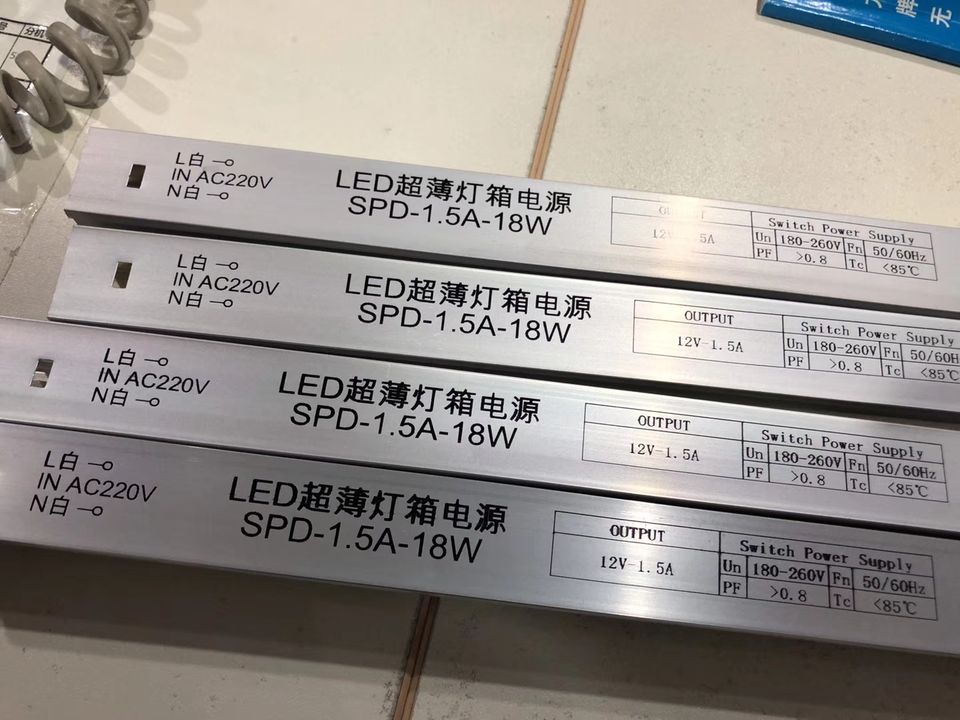 号 分机
牌
无
L白
IN AC220V
N白
LED超薄灯箱电源
SPD-1.5A-18W
12V 5A
Switch Power Supply
Un 180-260V Fn 50/60Hz
PF >0.8 Tc <85℃
L白
IN AC220V
N白
LED超薄灯箱电源
SPD-1.5A-18W
OUTPUT
12V-1.5A
Switch Power Supply
Un 180-260V Fn 50/60H
PF >0.8 Tc <85℃
L白
IN AC220V
N白
LED超薄灯箱电源
SPD-1.5A-18W
OUTPUT
12V-1.5A
Switch Power Supply
Un 180-260V Fn 50/60Hz
PF >0.8 Tc <85℃
L白
IN AC220V
N白
LED超薄灯箱电源
SPD-1.5A-18W
OUTPUT
12V-1.5A
Switch Power Supply
Un 180-260V Fn 50/60Hz
PF >0.8 Tc <85℃